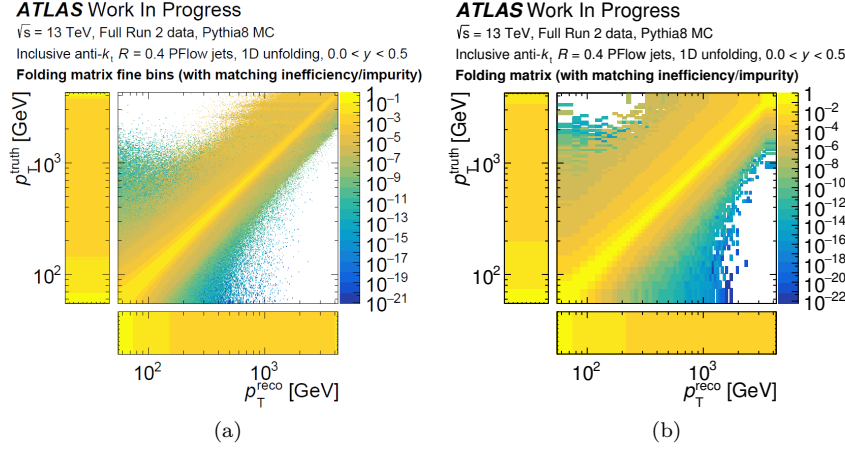 ATLAS Work In Progress
√s = 13 TeV, Full Run 2 data, Pythia8 MC
Inclusive anti-kt R = 0.4 PFlow jets, 1D unfolding, 0.0 < y < 0.5
Folding matrix fine bins (with matching inefficiency/impurity)
p_T^truth [GeV]
10^3
10^2
1
10^−1
10^−3
10^−5
10^−7
10^−9
10^−11
10^−13
10^−15
10^−17
10^−19
10^−21
10^2
10^3
p_T^reco [GeV]
(a)
ATLAS Work In Progress
√s = 13 TeV, Full Run 2 data, Pythia8 MC
Inclusive anti-kt R = 0.4 PFlow jets, 1D unfolding, 0.0 < y < 0.5
Folding matrix (with matching inefficiency/impurity)
p_T^truth [GeV]
10^3
10^2
1
10^−2
10^−4
10^−6
10^−8
10^−10
10^−12
10^−14
10^−16
10^−18
10^−20
10^−22
10^2
10^3
p_T^reco [GeV]
(b)